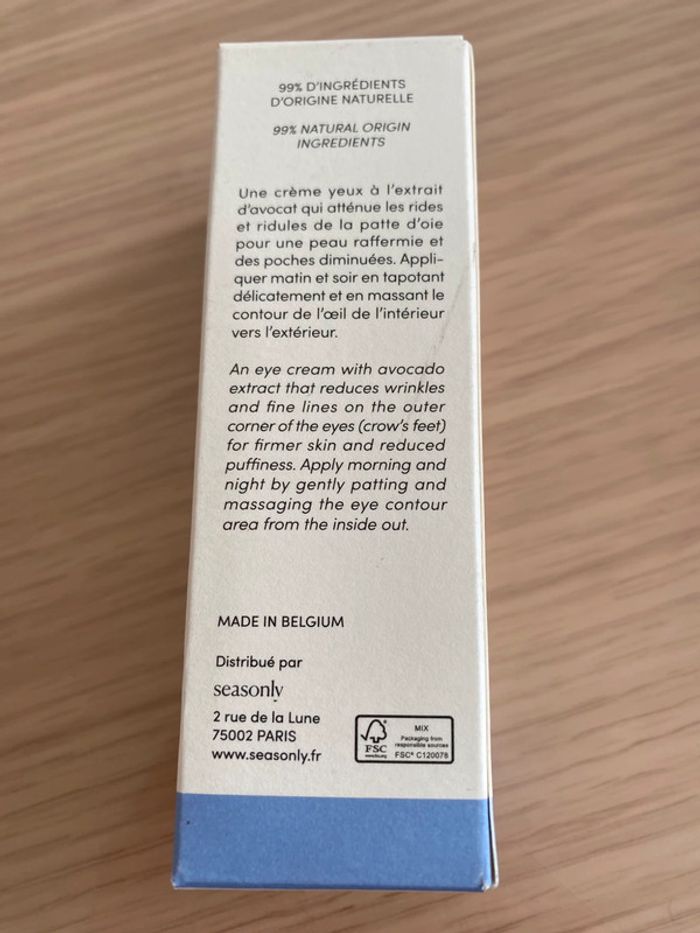 99% D'INGRÉDIENTS
D'ORIGINE NATURELLE
99% NATURAL ORIGIN
INGREDIENTS
Une crème yeux à l'extrait
d'avocat qui atténue les rides
et ridules de la patte d'oie
pour une peau raffermie et
des poches diminuées. Appli-
quer matin et soir en tapotant
délicatement et en massant le
contour de l'œil de l'intérieur
vers l'extérieur.
An eye cream with avocado
extract that reduces wrinkles
and fine lines on the outer
corner of the eyes (crow's feet)
for firmer skin and reduced
puffiness. Apply morning and
night by gently patting and
massaging the eye contour
area from the inside out.
MADE IN BELGIUM
Distribué par
seasonly
2 rue de la Lune
75002 PARIS
www.seasonly.fr
FSC
www.fsc.org
MIX
Packaging from
responsible sources
FSC® C120078